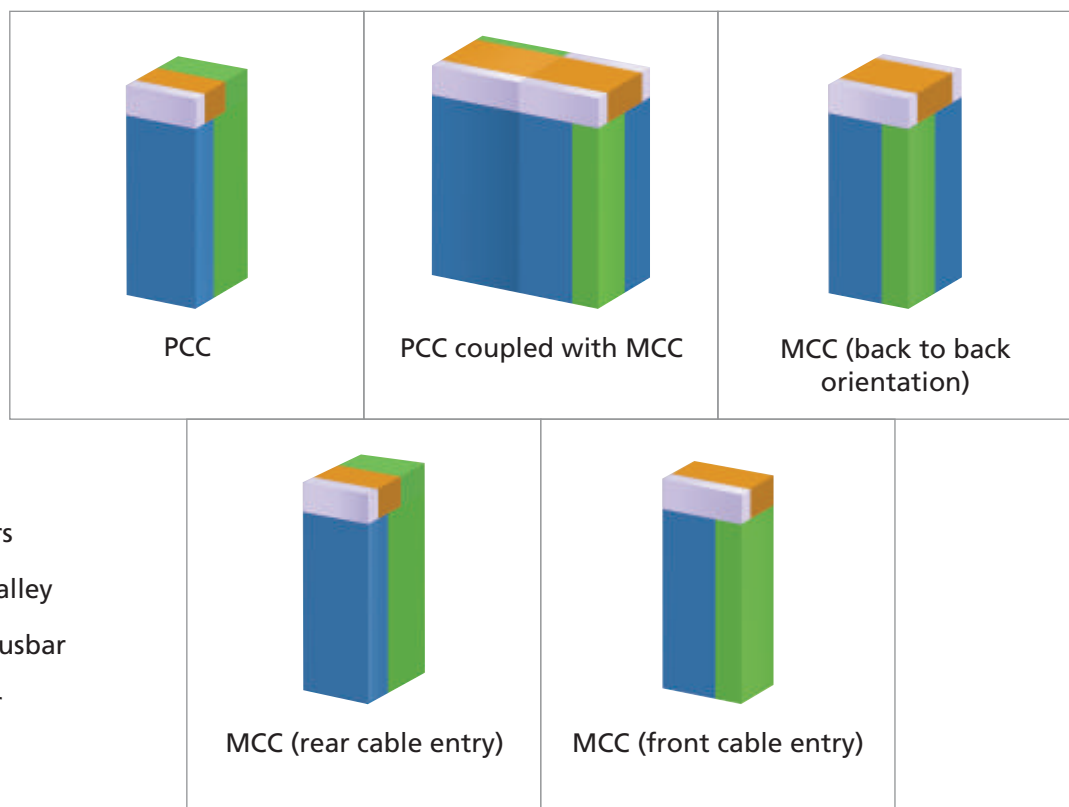 PCC
PCC coupled with MCC
MCC (back to back
orientation)
MCC (rear cable entry)
MCC (front cable entry)